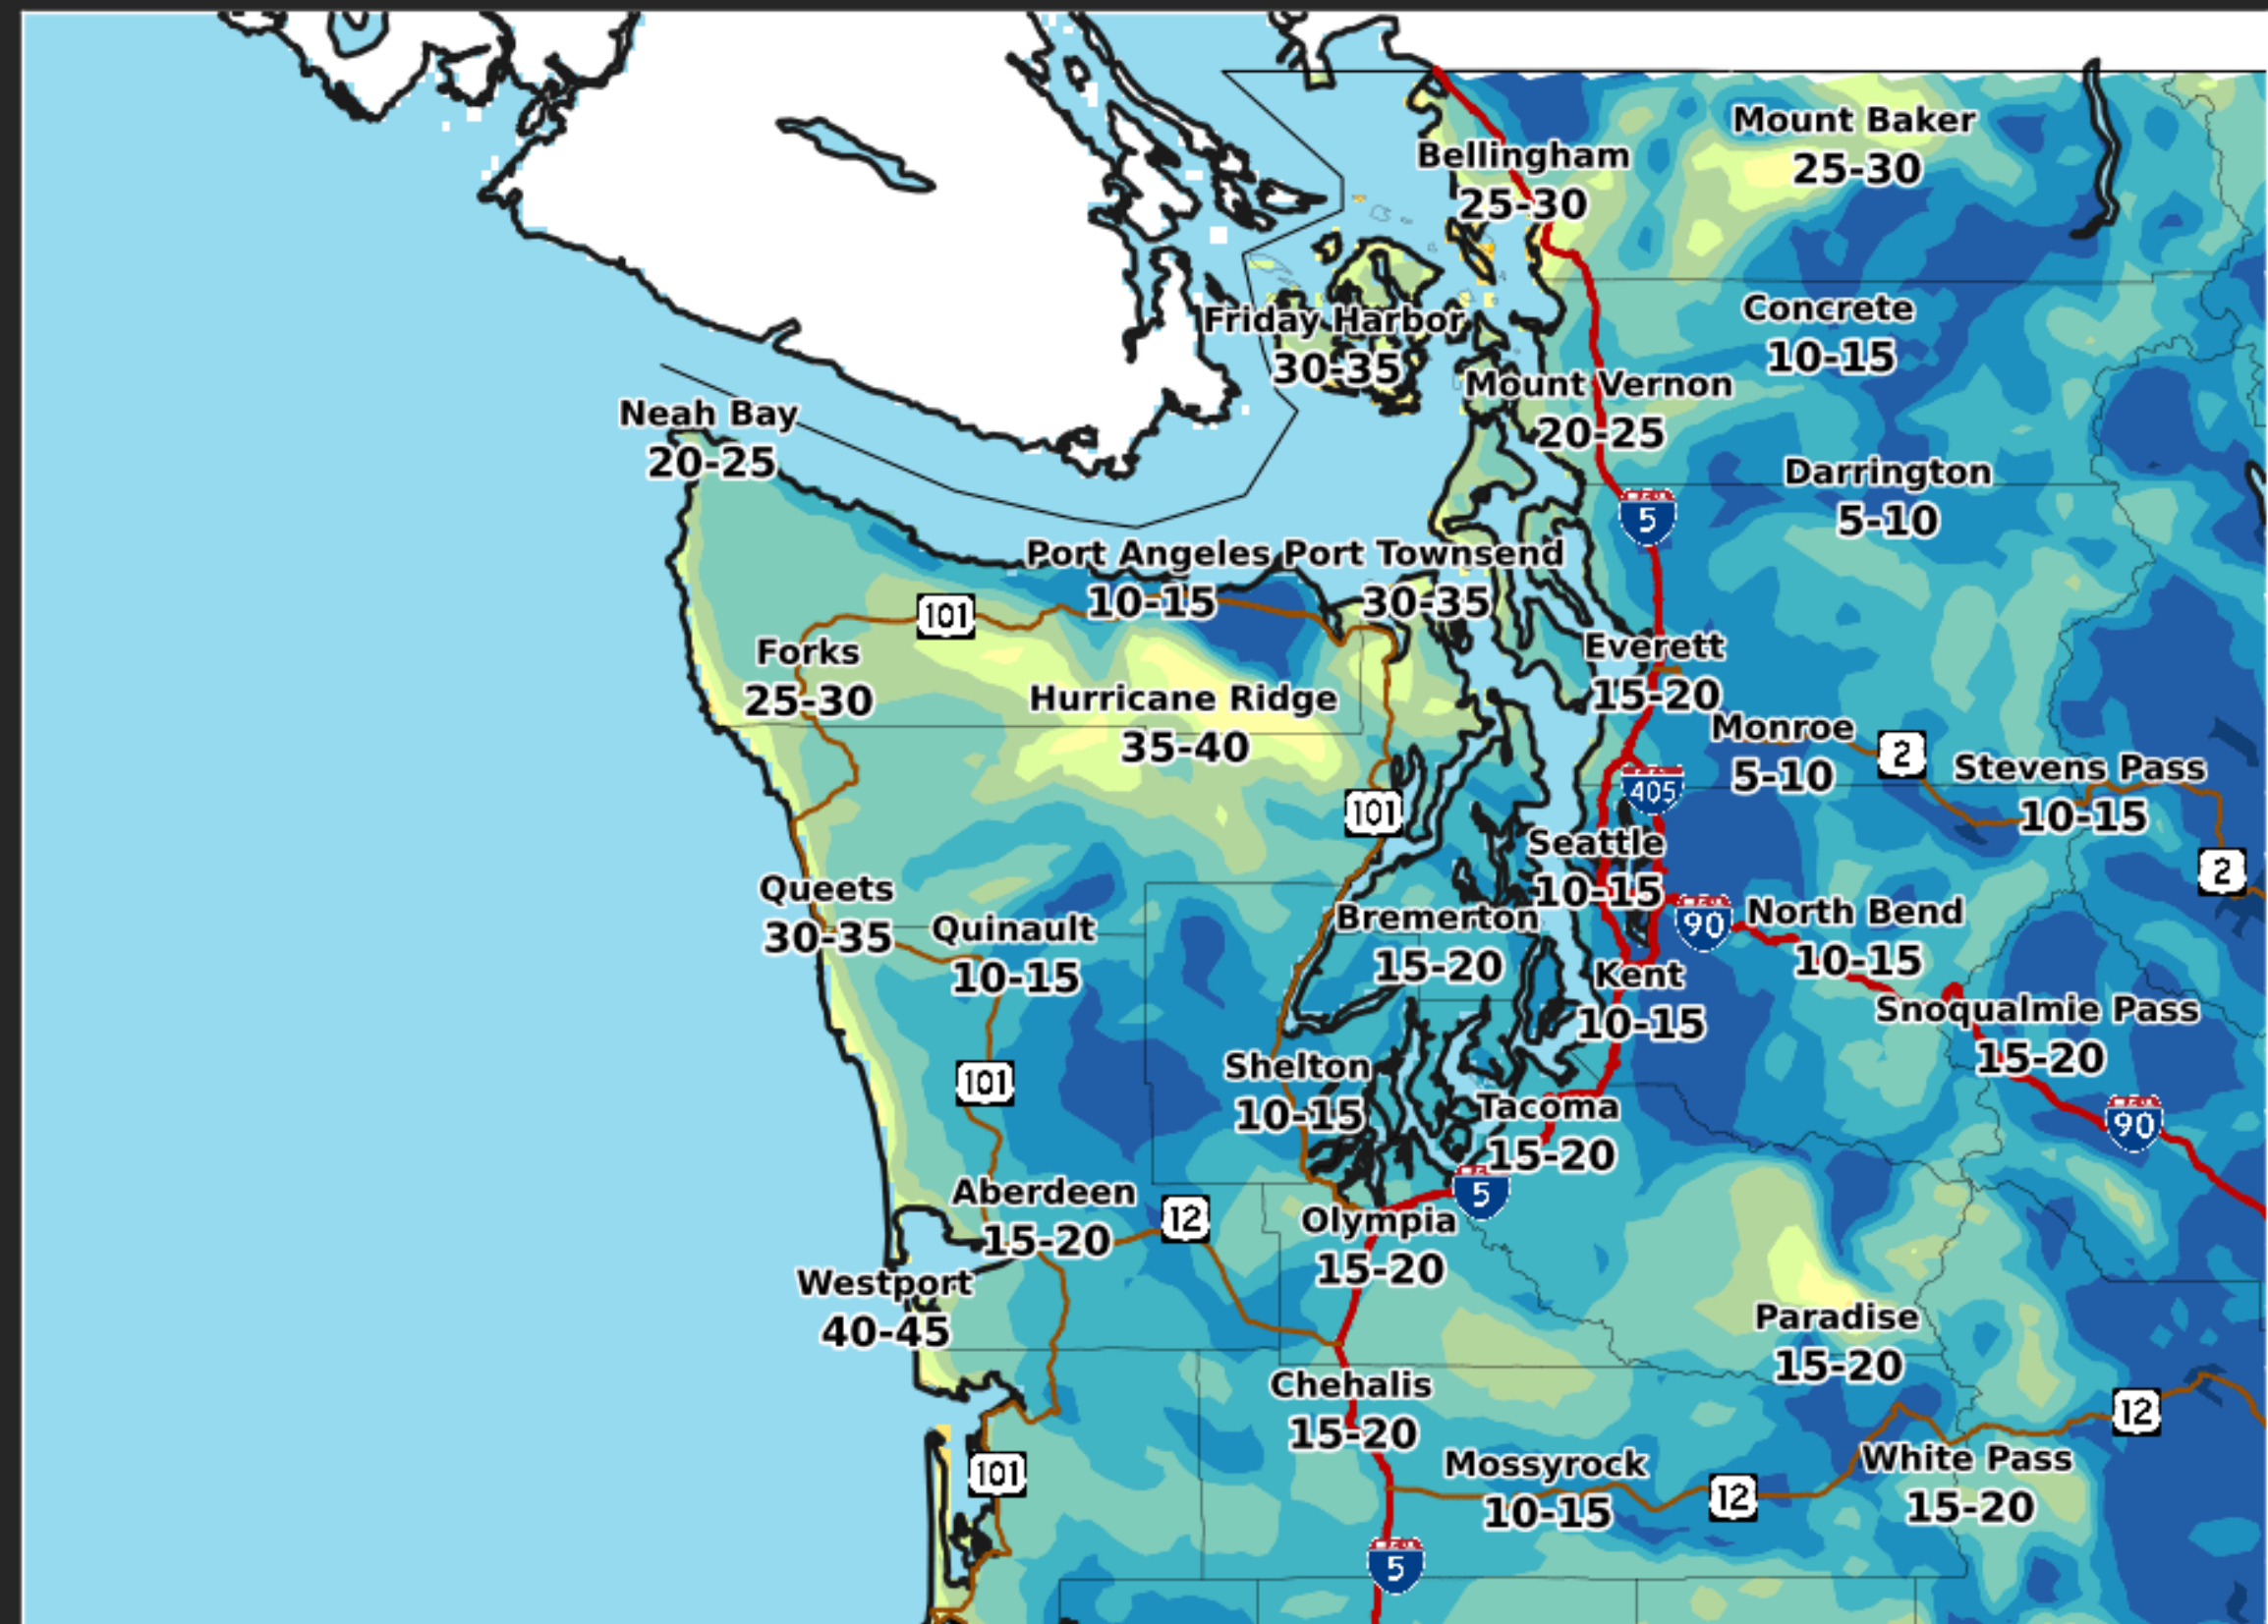 Mount Baker
25-30
Bellingham
25-30
Concrete
10-15
Friday Harbor
30-35
Mount Vernon
20-25
Neah Bay
20-25
Darrington
5-10
5
Port Angeles
10-15
Port Townsend
30-35
101
Forks
25-30
Everett
15-20
Hurricane Ridge
35-40
Monroe
5-10
2
Stevens Pass
10-15
405
101
Seattle
10-15
2
Queets
30-35
Quinault
10-15
Bremerton
15-20
90
North Bend
10-15
Kent
10-15
Snoqualmie Pass
15-20
101
Shelton
10-15
Tacoma
15-20
90
Aberdeen
15-20
12
5
Olympia
15-20
Westport
40-45
Paradise
15-20
Chehalis
15-20
12
101
Mossyrock
10-15
12
White Pass
15-20
5